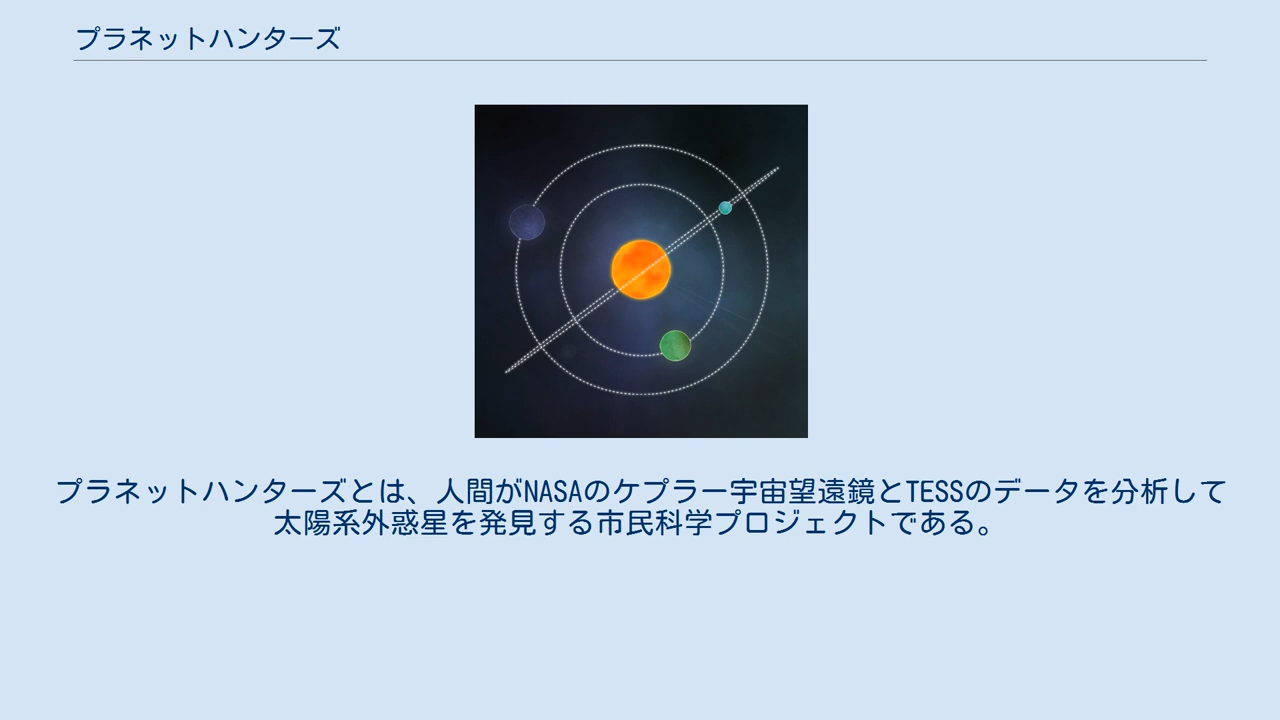 プラネットハンターズ
プラネットハンターズとは、人間がNASAのケプラー宇宙望遠鏡とTESSのデータを分析して
太陽系外惑星を発見する市民科学プロジェクトである。